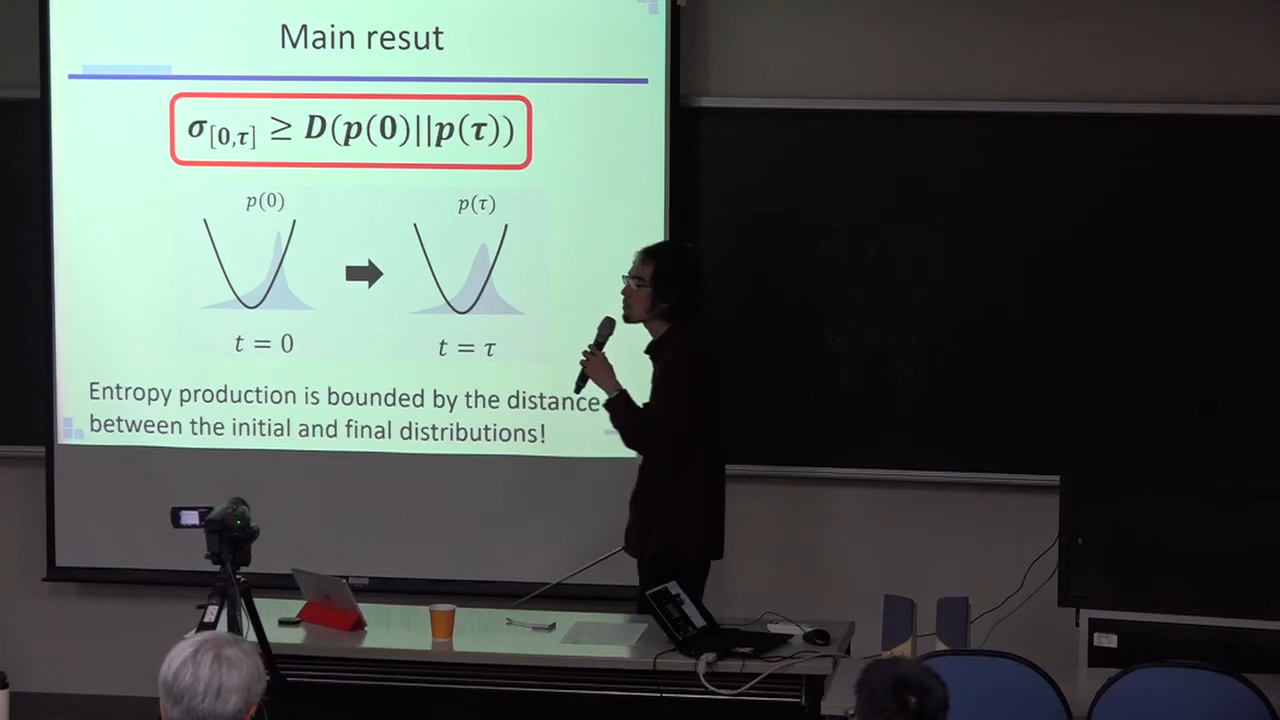 Main resut
σ[0,τ] ≥ D(p(0)||p(τ))
p(0)
p(τ)
t = 0
t = τ
Entropy production is bounded by the distance
between the initial and final distributions!